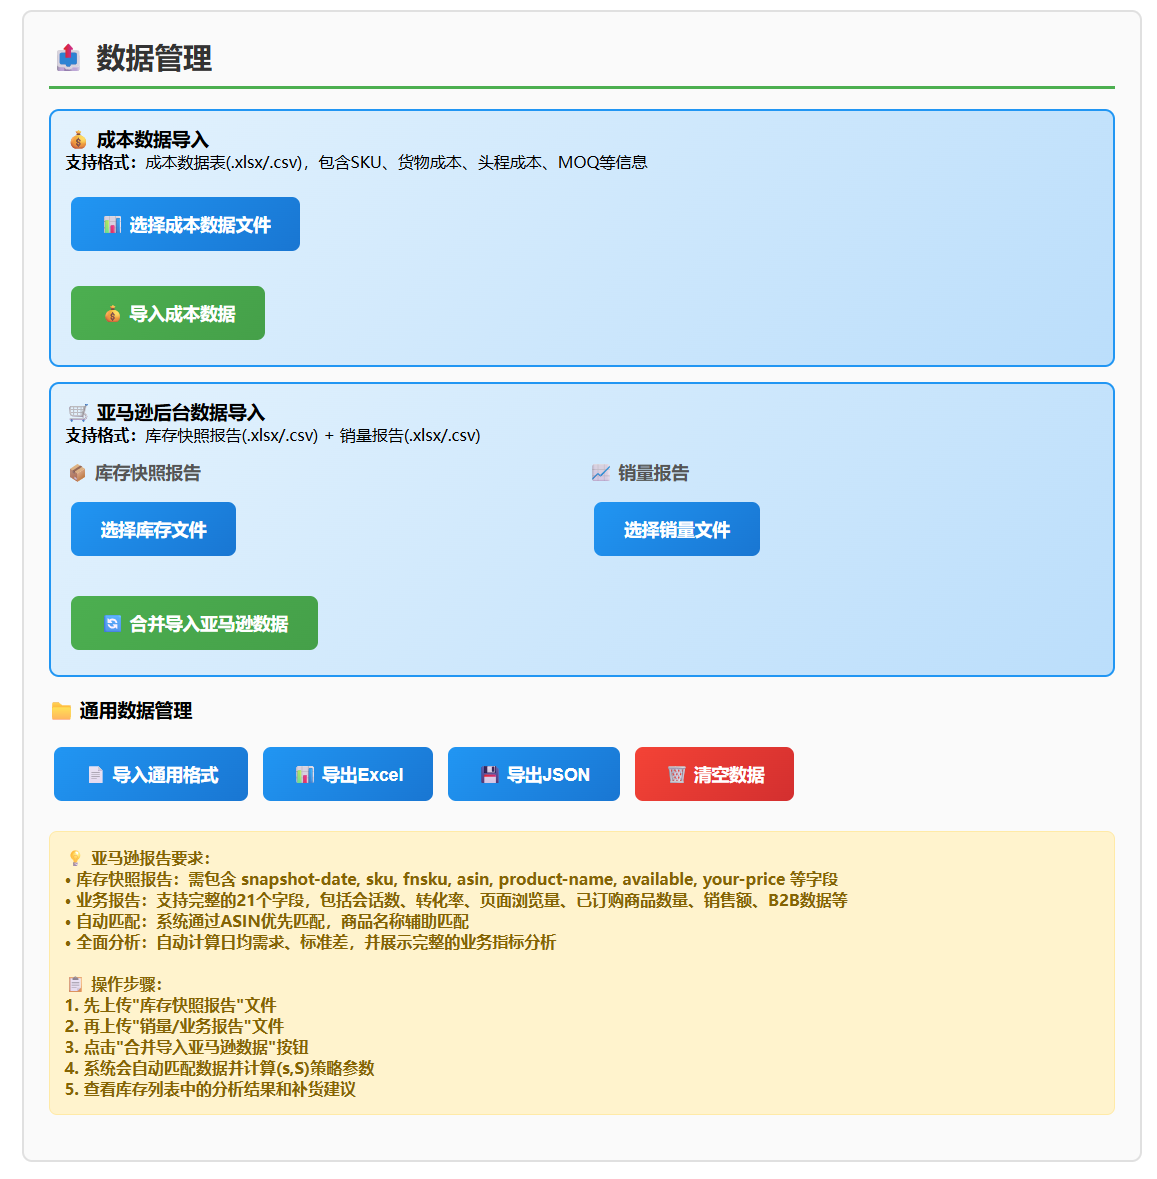 数据管理
成本数据导入
支持格式：成本数据表(.xlsx/.csv)，包含SKU、货物成本、头程成本、MOQ等信息
选择成本数据文件
导入成本数据
亚马逊后台数据导入
支持格式：库存快照报告(.xlsx/.csv) + 销量报告(.xlsx/.csv)
库存快照报告
销量报告
选择库存文件
选择销量文件
合并导入亚马逊数据
通用数据管理
导入通用格式
导出Excel
导出JSON
清空数据
亚马逊报告要求：
• 库存快照报告：需包含 snapshot-date, sku, fnsku, asin, product-name, available, your-price 等字段
• 业务报告：支持完整的21个字段，包括会话数、转化率、页面浏览量、已订购商品数量、销售额、B2B数据等
• 自动匹配：系统通过ASIN优先匹配，商品名称辅助匹配
• 全面分析：自动计算日均需求、标准差，并展示完整的业务指标分析
操作步骤：
1. 先上传"库存快照报告"文件
2. 再上传"销量/业务报告"文件
3. 点击"合并导入亚马逊数据"按钮
4. 系统会自动匹配数据并计算(s,S)策略参数
5. 查看库存列表中的分析结果和补货建议